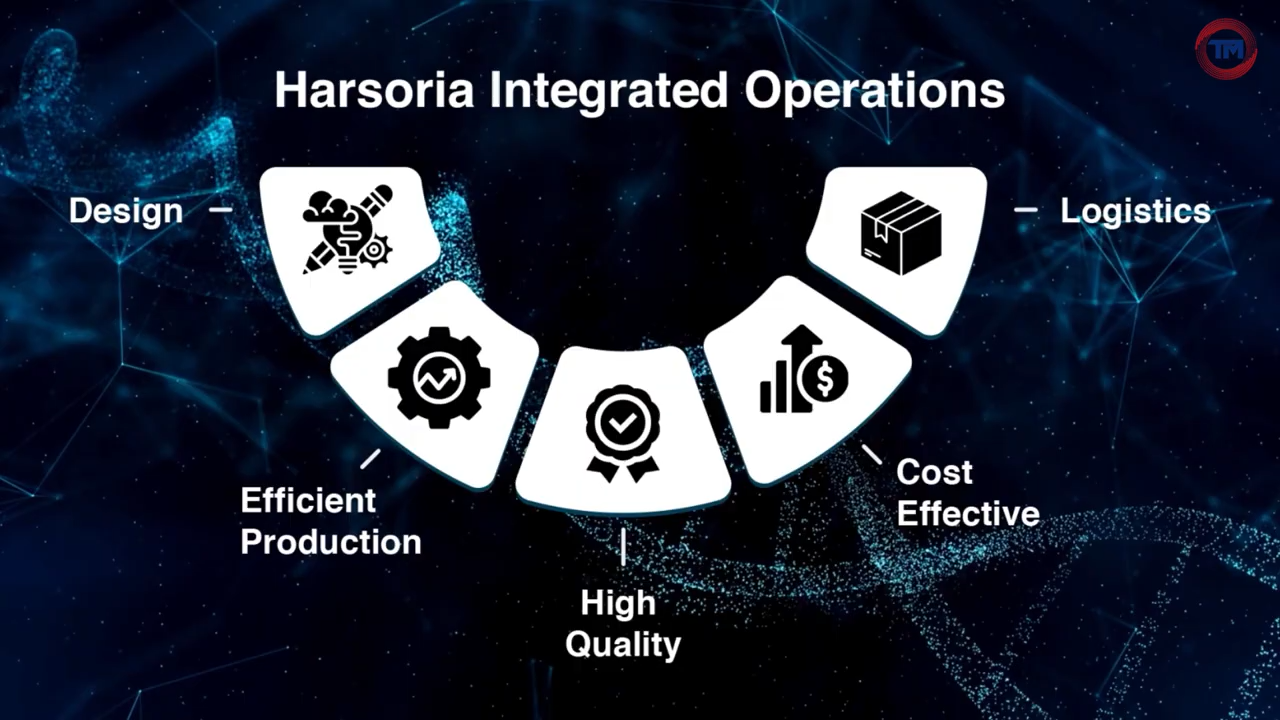 TM
Harsoria Integrated Operations
Design
Logistics
Efficient
Production
High
Quality
Cost
Effective